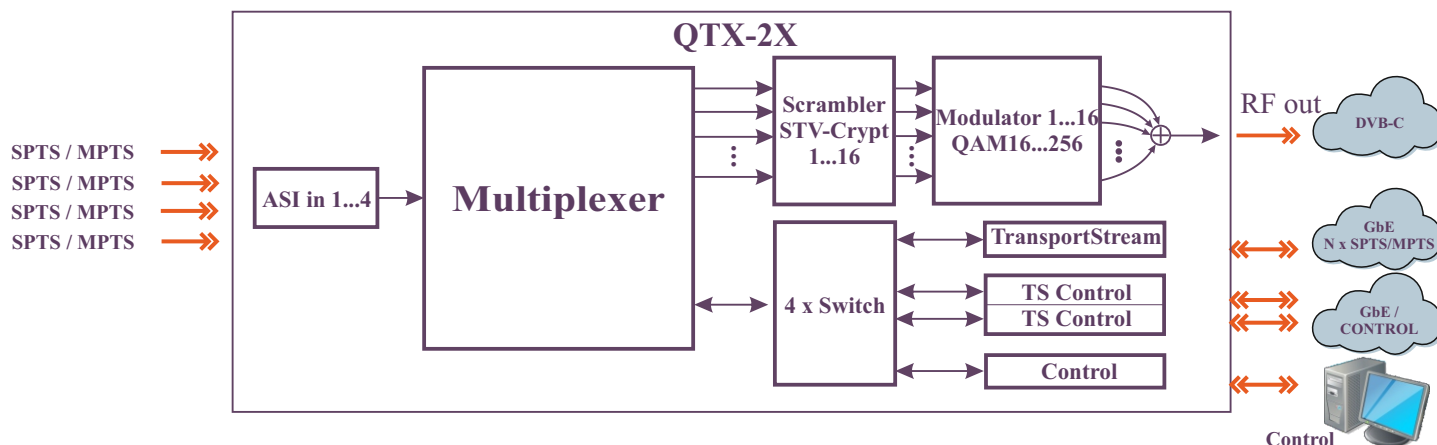 QTX-2X
SPTS / MPTS
SPTS / MPTS
SPTS / MPTS
SPTS / MPTS
ASI in 1...4
Multiplexer
Scrambler
STV-Crypt
1...16
Modulator 1...16
QAM16...256
RF out
DVB-C
4 x Switch
TransportStream
TS Control
TS Control
Control
GbE
N x SPTS/MPTS
GbE /
CONTROL
Control